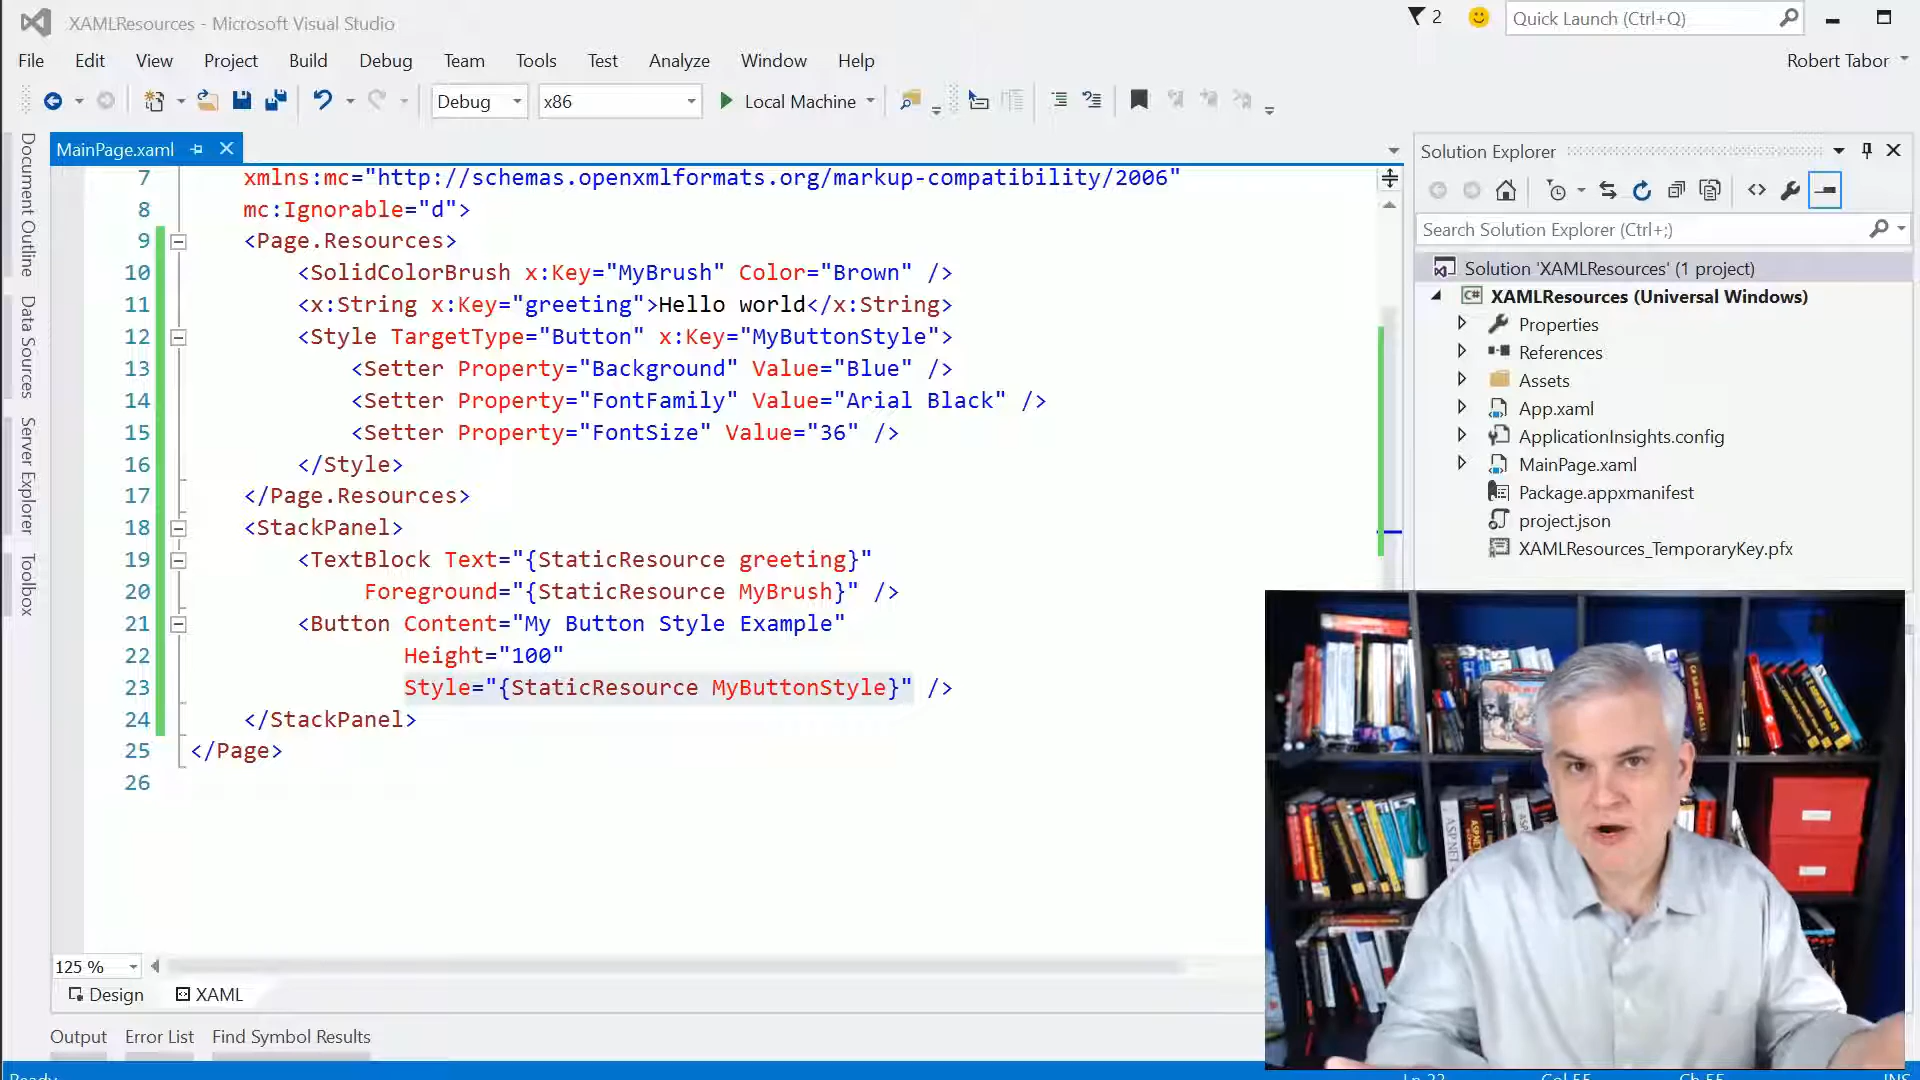 XAMLResources - Microsoft Visual Studio
2
Quick Launch (Ctrl+Q)
File Edit View Project Build Debug Team Tools Test Analyze Window Help
Robert Tabor
Debug x86 Local Machine
Document Outline
Data Sources
Server Explorer
Toolbox
MainPage.xaml
7 xmlns:mc="http://schemas.openxmlformats.org/markup-compatibility/2006"
8 mc:Ignorable="d">
9 <Page.Resources>
10 <SolidColorBrush x:Key="MyBrush" Color="Brown" />
11 <x:String x:Key="greeting">Hello world</x:String>
12 <Style TargetType="Button" x:Key="MyButtonStyle">
13 <Setter Property="Background" Value="Blue" />
14 <Setter Property="FontFamily" Value="Arial Black" />
15 <Setter Property="FontSize" Value="36" />
16 </Style>
17 </Page.Resources>
18 <StackPanel>
19 <TextBlock Text="{StaticResource greeting}"
20 Foreground="{StaticResource MyBrush}" />
21 <Button Content="My Button Style Example"
22 Height="100"
23 Style="{StaticResource MyButtonStyle}" />
24 </StackPanel>
25 </Page>
26
125 %
Design XAML
Output Error List Find Symbol Results
Solution Explorer
Search Solution Explorer (Ctrl+;)
Solution 'XAMLResources' (1 project)
C# XAMLResources (Universal Windows)
Properties
References
Assets
App.xaml
ApplicationInsights.config
MainPage.xaml
Package.appxmanifest
project.json
XAMLResources_TemporaryKey.pfx
ASP.NET
Ready Col 55 Ch 55 INS